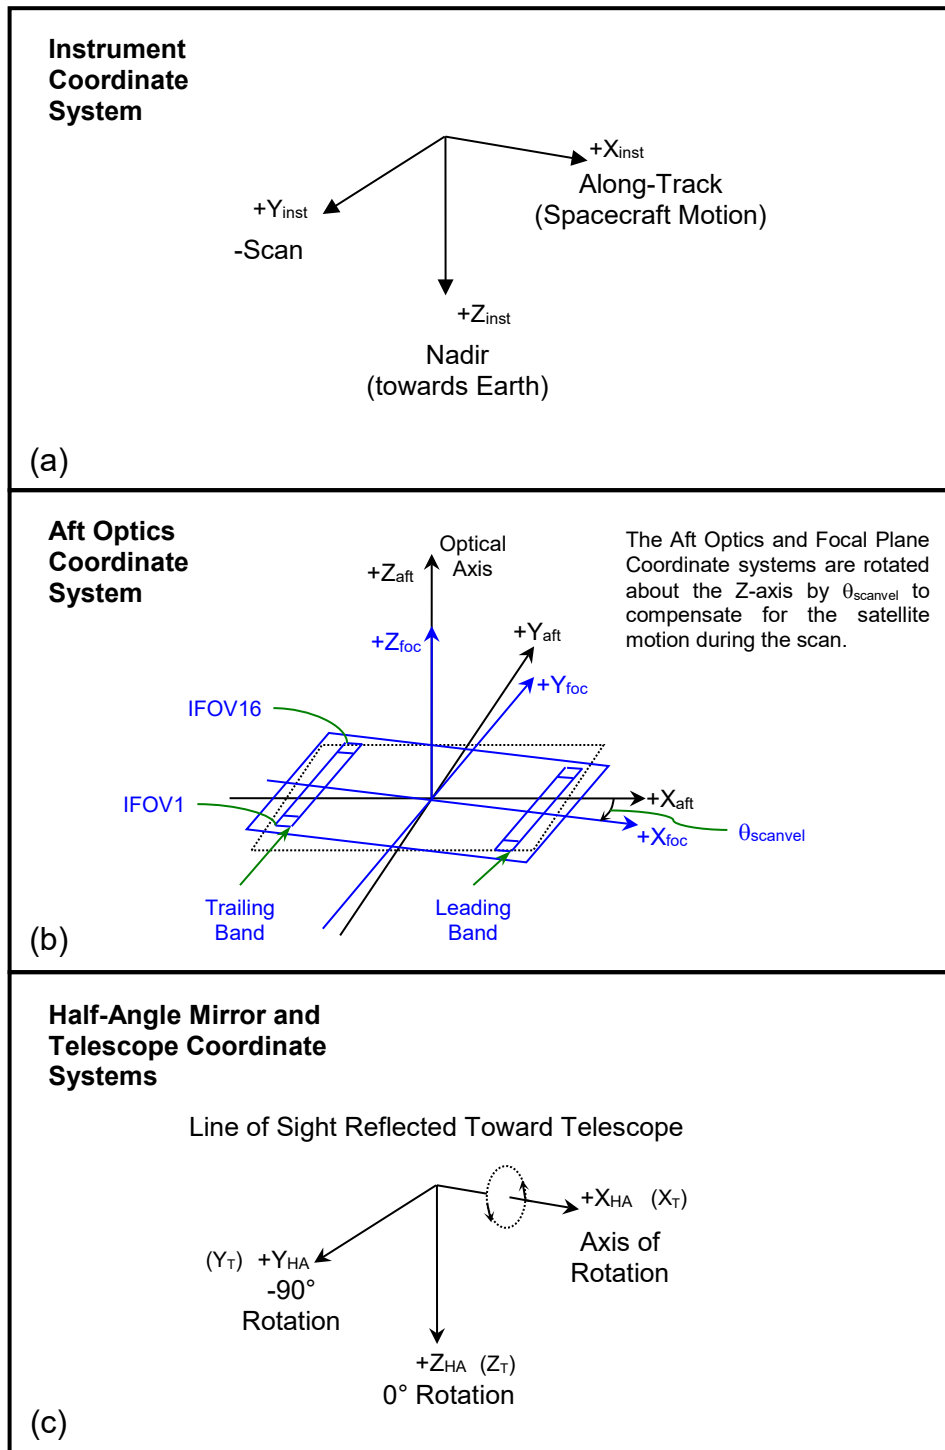 Instrument
Coordinate
System
+Xinst
Along-Track
(Spacecraft Motion)
+Yinst
-Scan
+Zinst
Nadir
(towards Earth)
(a)
Aft Optics
Coordinate
System
Optical
Axis
+Zaft
+Zfoc
+Yaft
+Yfoc
The Aft Optics and Focal Plane
Coordinate systems are rotated
about the Z-axis by θscanvel to
compensate for the satellite
motion during the scan.
IFOV16
IFOV1
+Xaft
+Xfoc
θscanvel
Trailing
Band
Leading
Band
(b)
Half-Angle Mirror and
Telescope Coordinate
Systems
Line of Sight Reflected Toward Telescope
+XHA (XT)
Axis of
Rotation
(YT) +YHA
-90°
Rotation
+ZHA (ZT)
0° Rotation
(c)